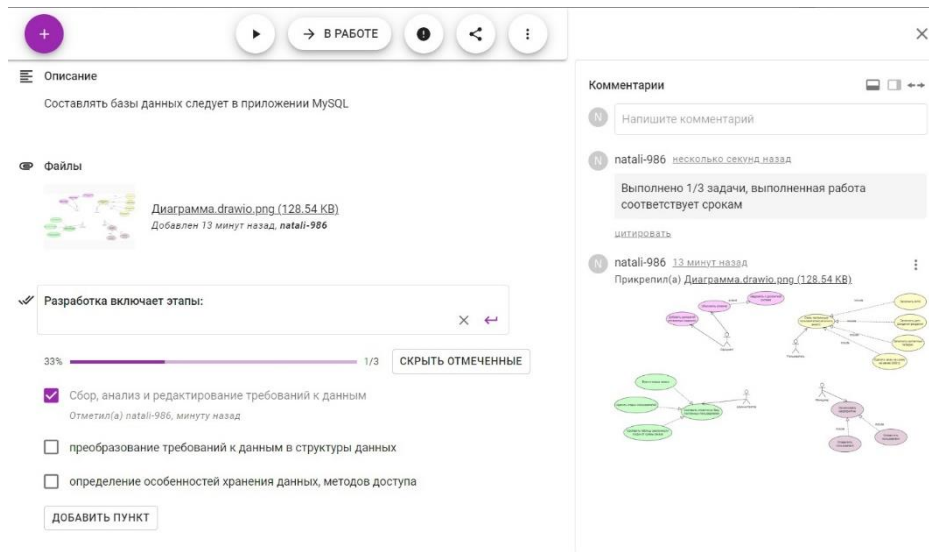 +
→ В РАБОТЕ
Описание
Составлять базы данных следует в приложении MySQL
Файлы
Диаграмма.drawio.png (128.54 KB)
Добавлен 13 минут назад, natali-986
Разработка включает этапы:
33%
1/3
СКРЫТЬ ОТМЕЧЕННЫЕ
Сбор, анализ и редактирование требований к данным
Отметил(а) natali-986, минуту назад
преобразование требований к данным в структуры данных
определение особенностей хранения данных, методов доступа
ДОБАВИТЬ ПУНКТ
Комментарии
N
Напишите комментарий
N
natali-986 несколько секунд назад
Выполнено 1/3 задачи, выполненная работа
соответствует срокам
цитировать
N
natali-986 13 минут назад
Прикрепил(а) Диаграмма.drawio.png (128.54 KB)